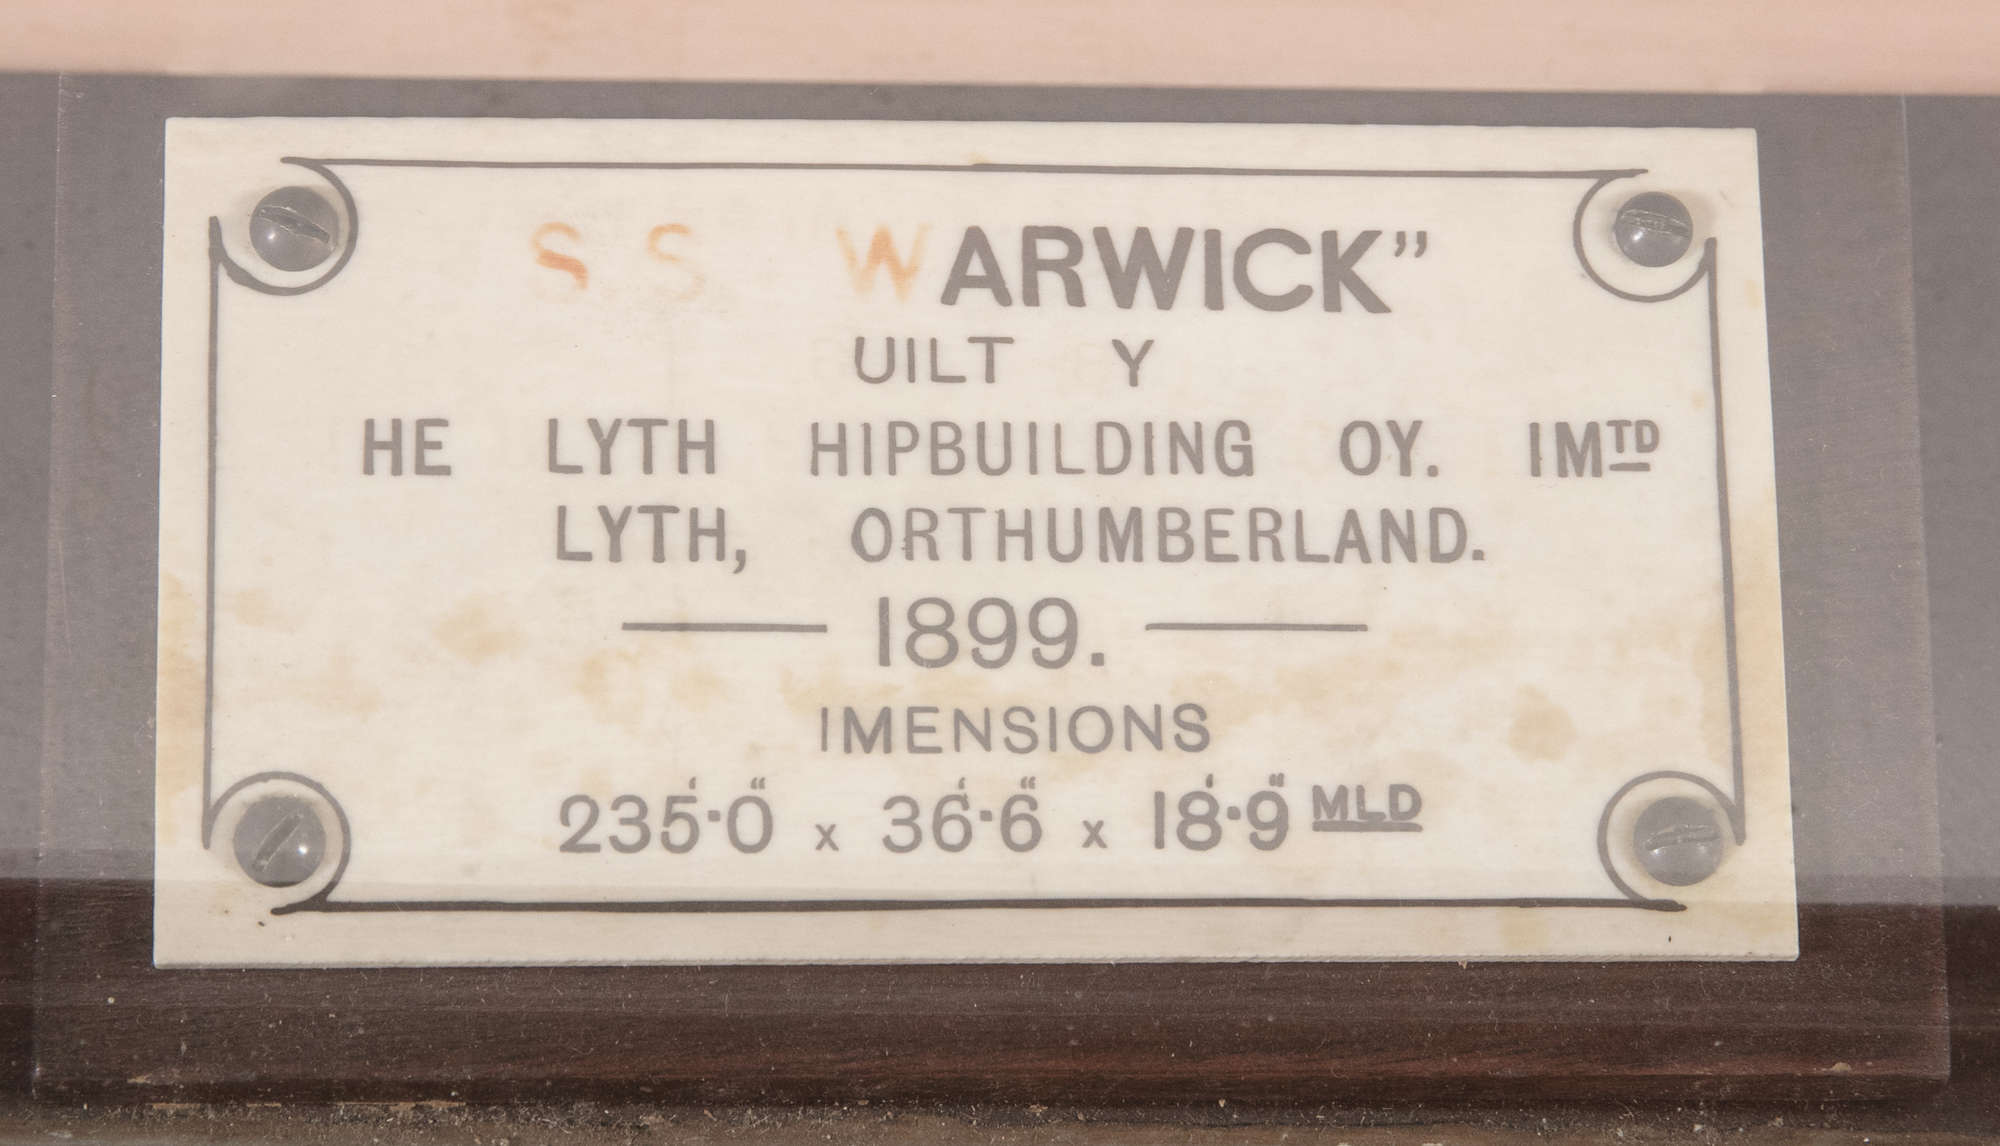 S S WARWICK”
UILT Y
HE LYTH HIPBUILDING OY. IMTD
LYTH, ORTHUMBERLAND.
1899.
IMENSIONS
235'·0" x 36'·6" x 18'·9" MLD